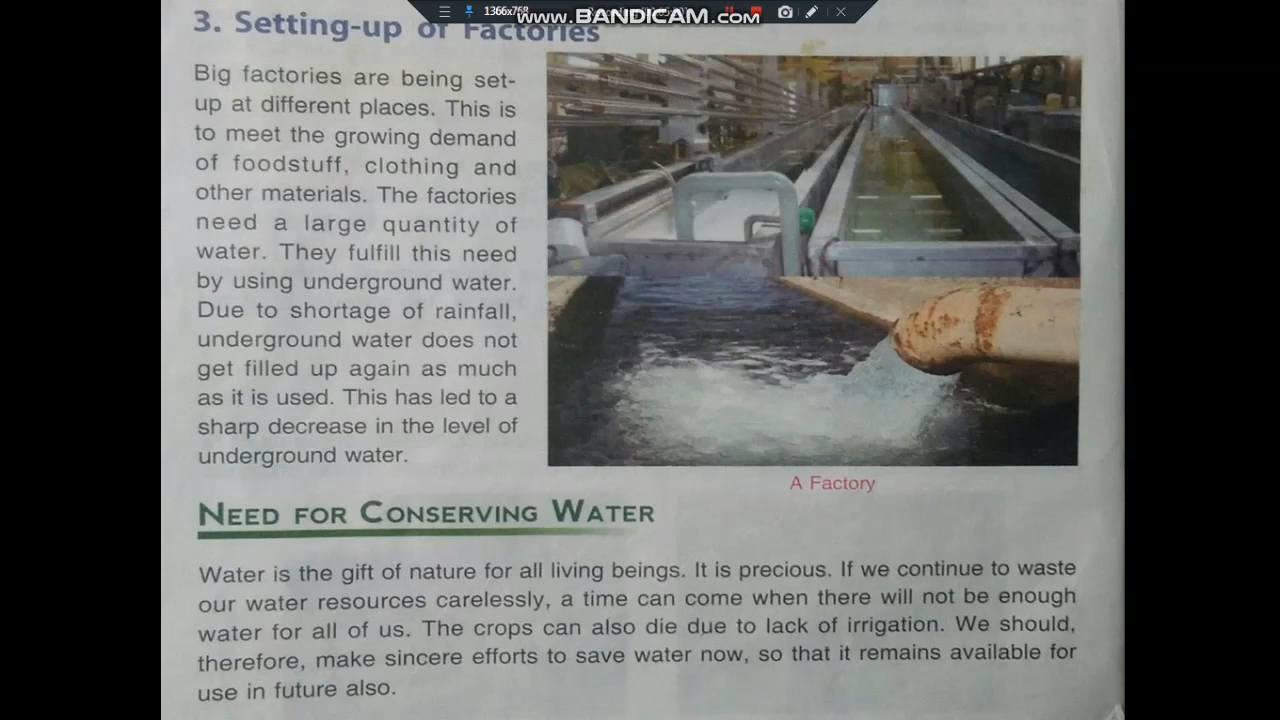 1366x768
www.BANDICAM.com
3. Setting-up of Factories
Big factories are being set-
up at different places. This is
to meet the growing demand
of foodstuff, clothing and
other materials. The factories
need a large quantity of
water. They fulfill this need
by using underground water.
Due to shortage of rainfall,
underground water does not
get filled up again as much
as it is used. This has led to a
sharp decrease in the level of
underground water.
A Factory
NEED FOR CONSERVING WATER
Water is the gift of nature for all living beings. It is precious. If we continue to waste
our water resources carelessly, a time can come when there will not be enough
water for all of us. The crops can also die due to lack of irrigation. We should,
therefore, make sincere efforts to save water now, so that it remains available for
use in future also.